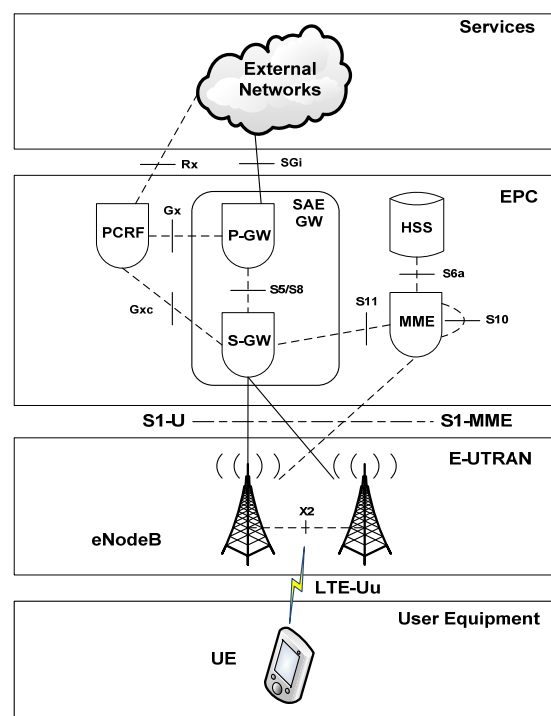 Services
External
Networks
Rx
SGi
EPC
SAE
GW
PCRF
Gx
P-GW
HSS
S6a
S5/S8
Gxc
S11
MME
S10
S-GW
S1-U
S1-MME
E-UTRAN
X2
eNodeB
LTE-Uu
User Equipment
UE